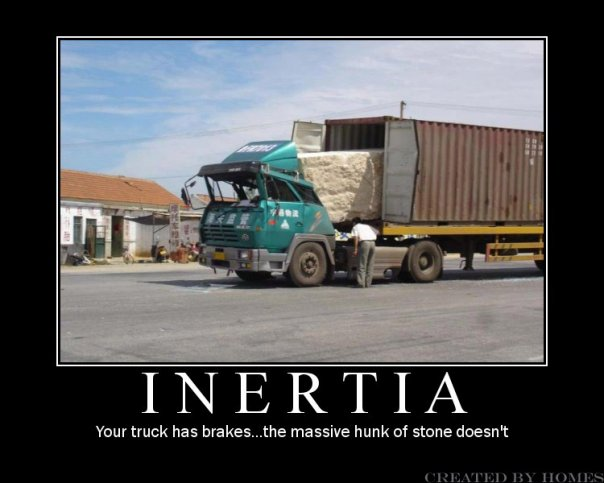 INERTIA
Your truck has brakes...the massive hunk of stone doesn't
CREATED BY HOMES